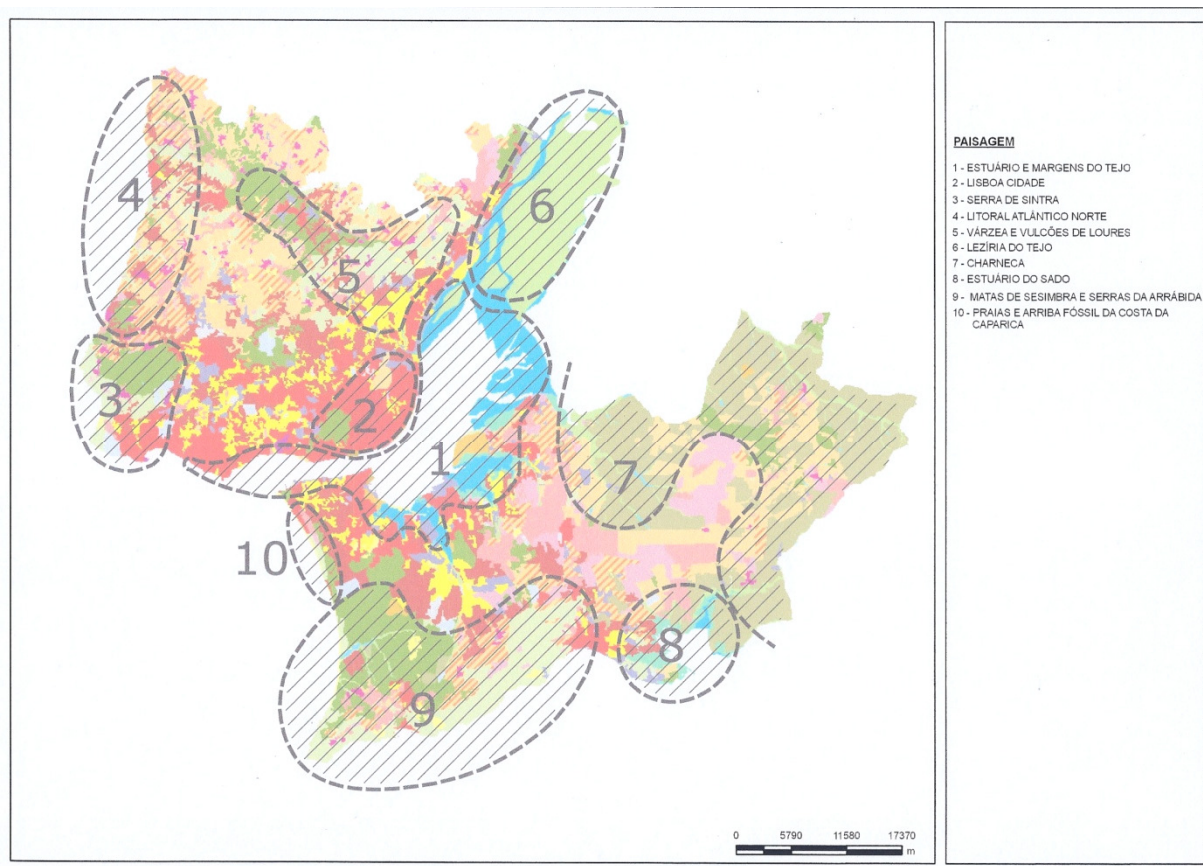 4
6
5
3
2
1
7
10
8
9
0 5790 11580 17370
m
PAISAGEM
1 - ESTUÁRIO E MARGENS DO TEJO
2 - LISBOA CIDADE
3 - SERRA DE SINTRA
4 - LITORAL ATLÂNTICO NORTE
5 - VÁRZEA E VULCÕES DE LOURES
6 - LEZÍRIA DO TEJO
7 - CHARNECA
8 - ESTUÁRIO DO SADO
9 - MATAS DE SESIMBRA E SERRAS DA ARRÁBIDA
10 - PRAIAS E ARRIBA FÓSSIL DA COSTA DA
CAPARICA